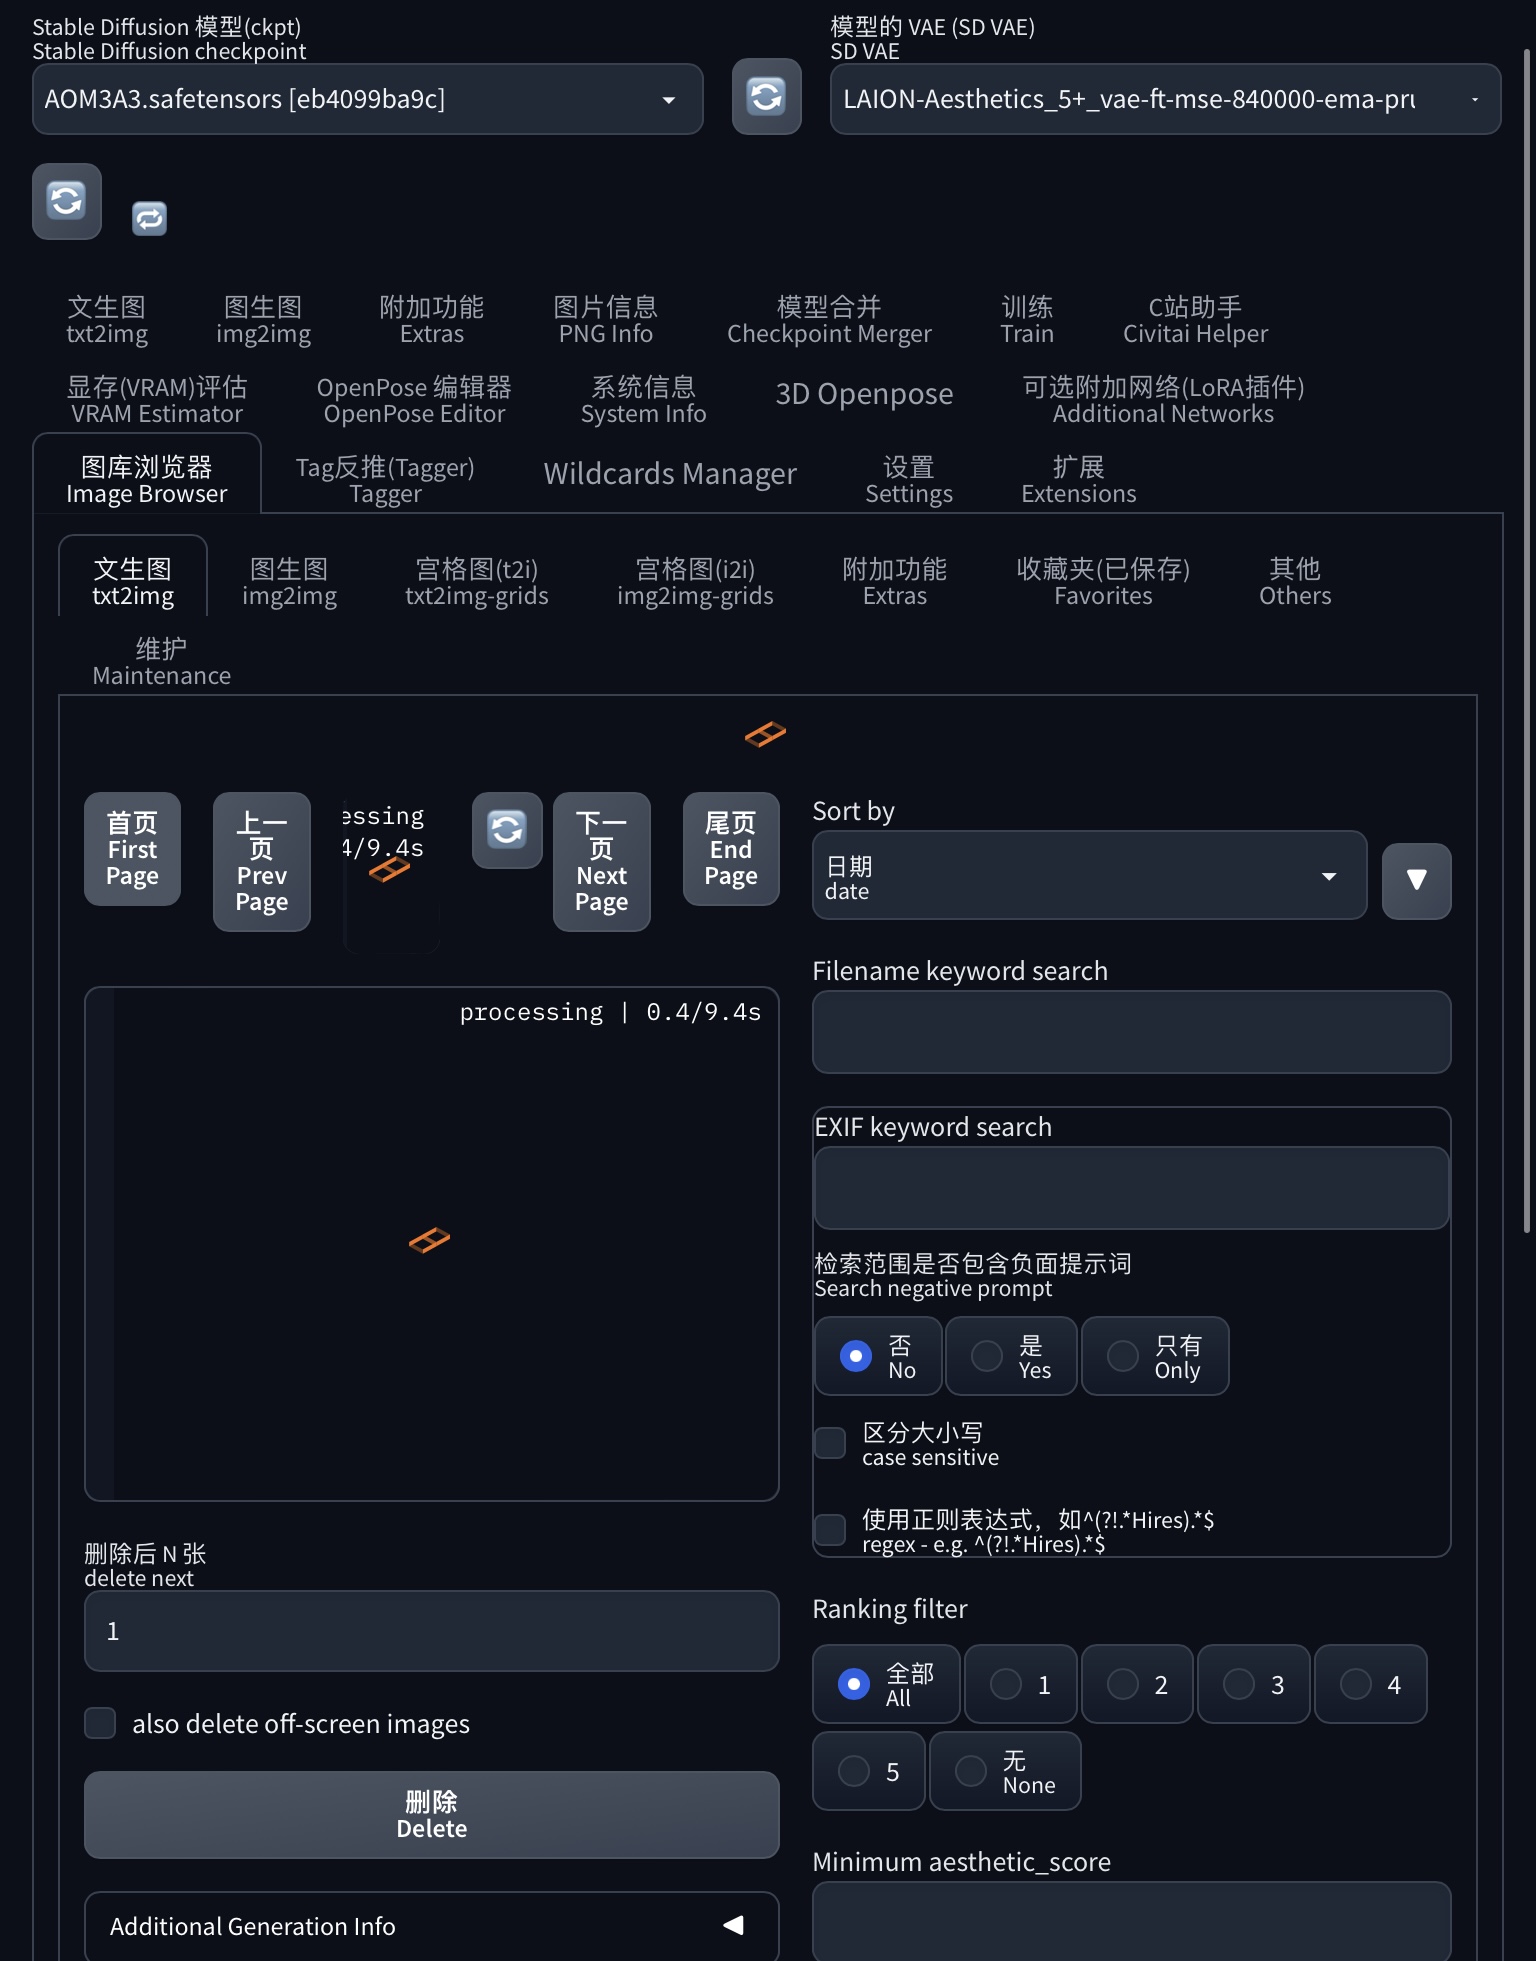 Stable Diffusion 模型(ckpt)
Stable Diffusion checkpoint
AOM3A3.safetensors [eb4099ba9c]
模型的 VAE (SD VAE)
SD VAE
LAION-Aesthetics_5+_vae-ft-mse-840000-ema-pru
文生图
txt2img
图生图
img2img
附加功能
Extras
图片信息
PNG Info
模型合并
Checkpoint Merger
训练
Train
C站助手
Civitai Helper
显存(VRAM)评估
VRAM Estimator
OpenPose 编辑器
OpenPose Editor
系统信息
System Info
3D Openpose
可选附加网络(LoRA插件)
Additional Networks
图库浏览器
Image Browser
Tag反推(Tagger)
Tagger
Wildcards Manager
设置
Settings
扩展
Extensions
文生图
txt2img
图生图
img2img
宫格图(t2i)
txt2img-grids
宫格图(i2i)
img2img-grids
附加功能
Extras
收藏夹(已保存)
Favorites
其他
Others
维护
Maintenance
首页
First
Page
上一
页
Prev
Page
essing
4/9.4s
下一
页
Next
Page
尾页
End
Page
processing | 0.4/9.4s
删除后 N 张
delete next
1
also delete off-screen images
删除
Delete
Additional Generation Info
Sort by
日期
date
Filename keyword search
EXIF keyword search
检索范围是否包含负面提示词
Search negative prompt
否
No
是
Yes
只有
Only
区分大小写
case sensitive
使用正则表达式，如^(?!.*Hires).*$
regex - e.g. ^(?!.*Hires).*$
Ranking filter
全部
All
1
2
3
4
5
无
None
Minimum aesthetic_score